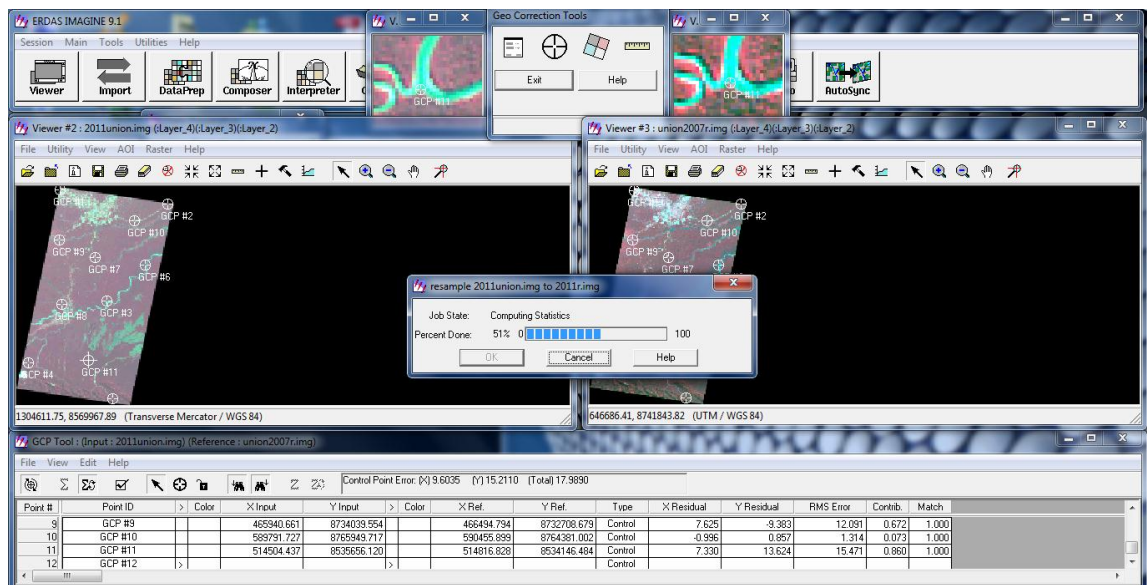 ERDAS IMAGINE 9.1
Session Main Tools Utilities Help
Viewer Import DataPrep Composer Interpreter AutoSync
V.
GCP #11
Geo Correction Tools
Exit Help
V.
GCP #11
Viewer #2 : 2011union.img (:Layer_4)(:Layer_3)(:Layer_2)
File Utility View AOI Raster Help
GCP #2
GCP #10
GCP #9
GCP #7
GCP #6
GCP #8
GCP #3
GCP #4
GCP #11
1304611.75, 8569967.89 (Transverse Mercator / WGS 84)
Viewer #3 : union2007r.img (:Layer_4)(:Layer_3)(:Layer_2)
File Utility View AOI Raster Help
GCP #2
GCP #10
GCP #9
GCP #7
646686.41, 8741843.82 (UTM / WGS 84)
resample 2011union.img to 2011r.img
Job State: Computing Statistics
Percent Done: 51% 0 100
OK Cancel Help
GCP Tool : (Input : 2011union.img) (Reference : union2007r.img)
File View Edit Help
Control Point Error: (X) 9.6035 (Y) 15.2110 (Total) 17.9890
Point # Point ID > Color X Input Y Input > Color X Ref. Y Ref. Type X Residual Y Residual RMS Error Contrib. Match
9 GCP #9 465940.661 8734039.554 466494.794 8732708.679 Control 7.625 -9.383 12.091 0.672 1.000
10 GCP #10 589791.727 8765949.717 590455.899 8764381.002 Control -0.996 0.857 1.314 0.073 1.000
11 GCP #11 514504.437 8535656.120 514816.828 8534146.484 Control 7.330 13.624 15.471 0.860 1.000
12 GCP #12 > > Control